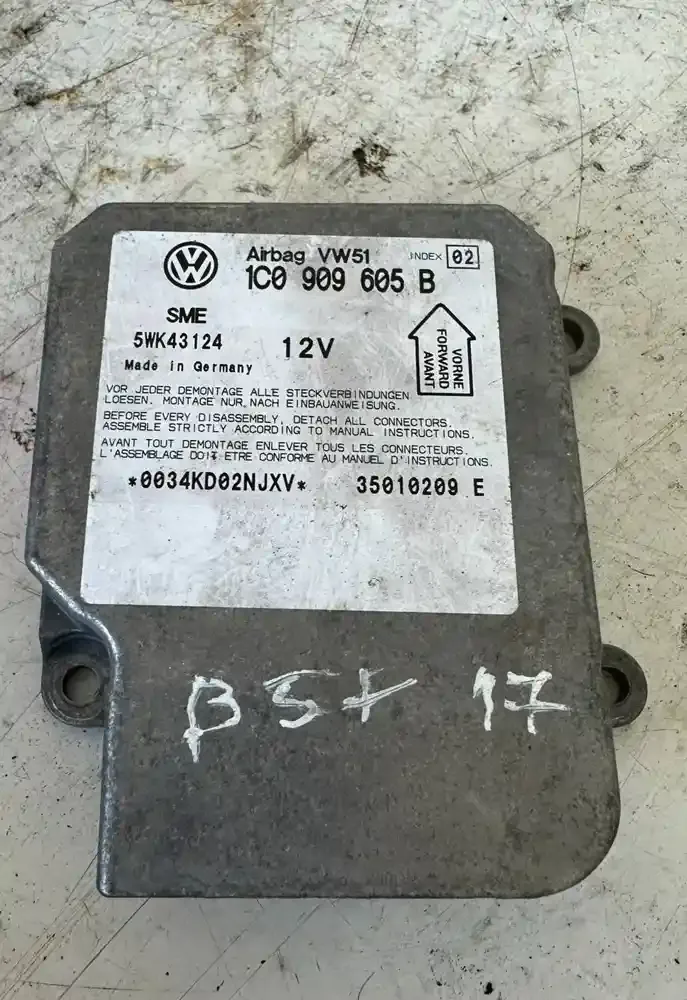 Airbag VW51 INDEX 02
1C0 909 605 B
SME
5WK43124 12V
Made in Germany
VORNE
FORWARD
AVANT
VOR JEDER DEMONTAGE ALLE STECKVERBINDUNGEN
LOESEN. MONTAGE NUR NACH EINBAUANWEISUNG.
BEFORE EVERY DISASSEMBLY, DETACH ALL CONNECTORS.
ASSEMBLE STRICTLY ACCORDING TO MANUAL INSTRUCTIONS.
AVANT TOUT DEMONTAGE ENLEVER TOUS LES CONNECTEURS.
L'ASSEMBLAGE DOIT ETRE CONFORME AU MANUEL D'INSTRUCTIONS.
*0034KD02NJXV* 35010209 E
17